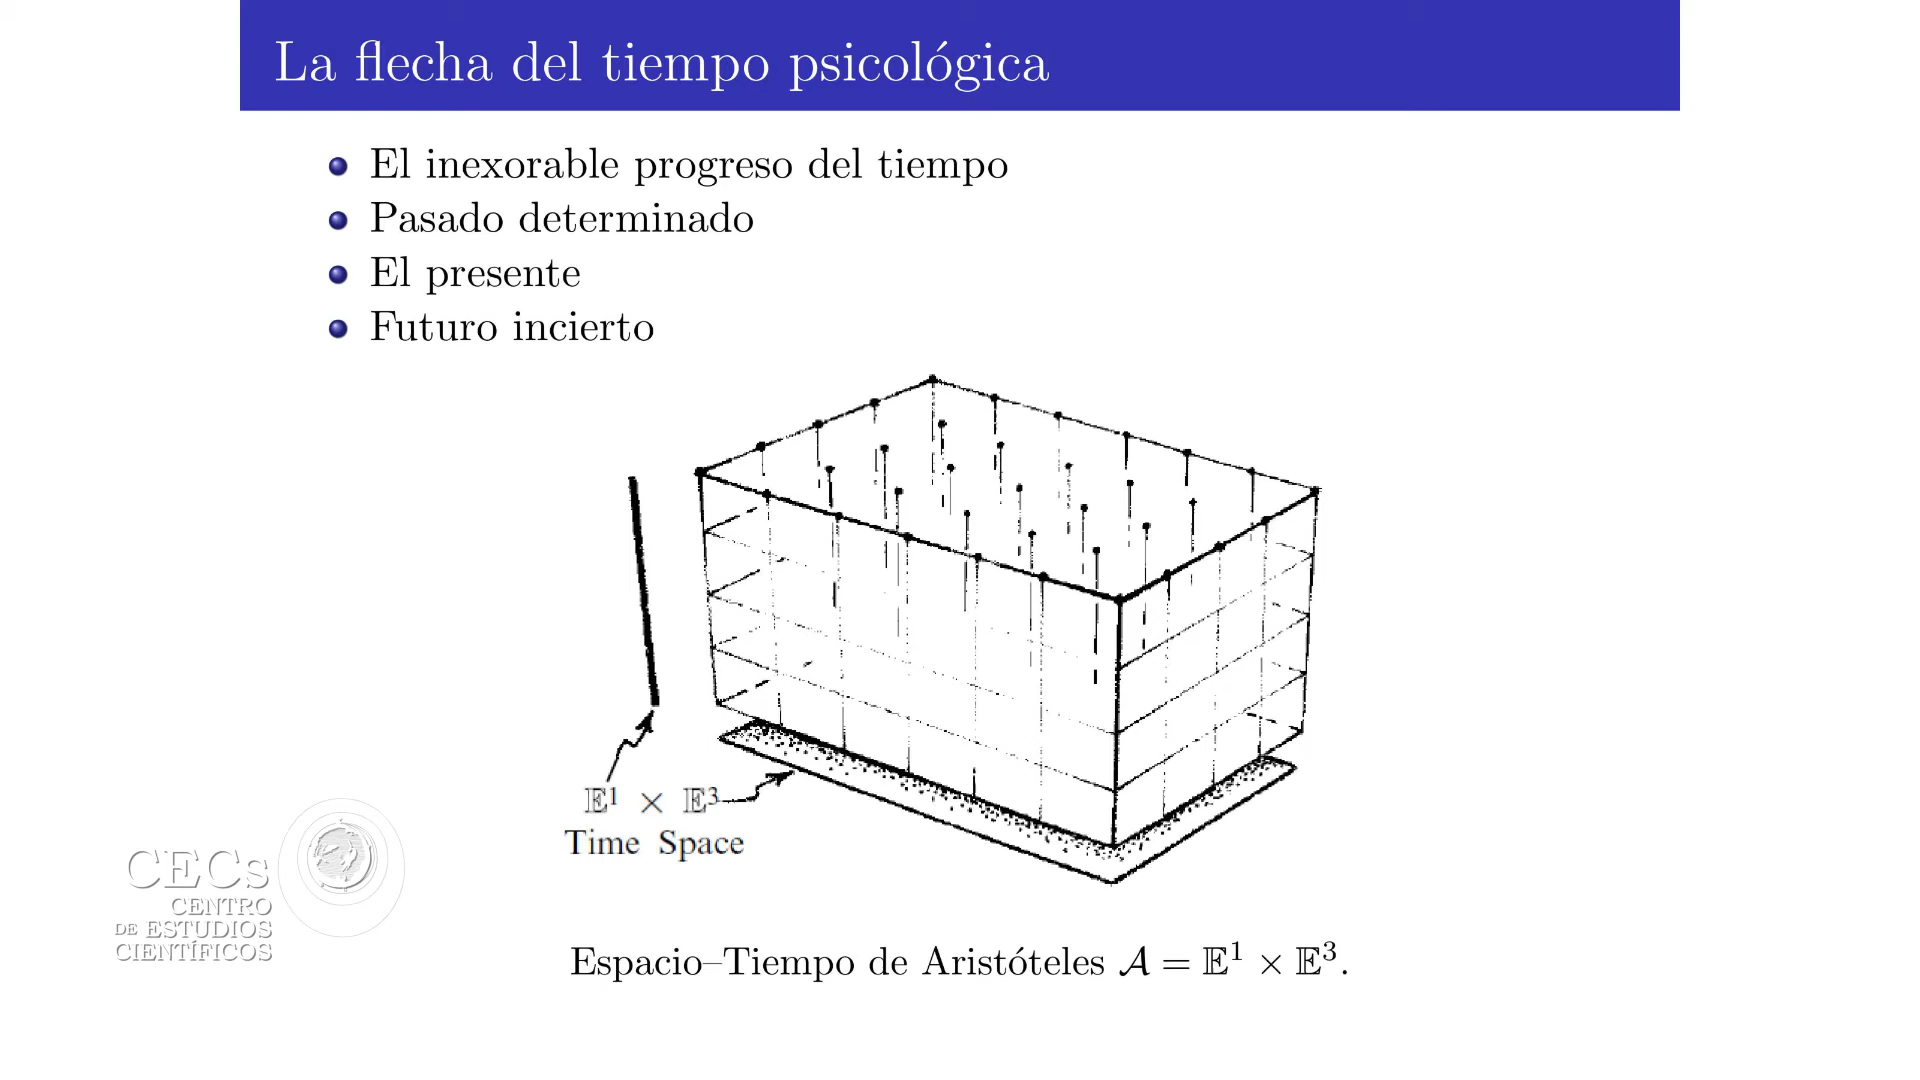 La flecha del tiempo psicológica
El inexorable progreso del tiempo
Pasado determinado
El presente
Futuro incierto
𝔼¹ × 𝔼³
Time Space
CECs
CENTRO
DE ESTUDIOS
CIENTÍFICOS
Espacio–Tiempo de Aristóteles 𝒜 = 𝔼¹ × 𝔼³.